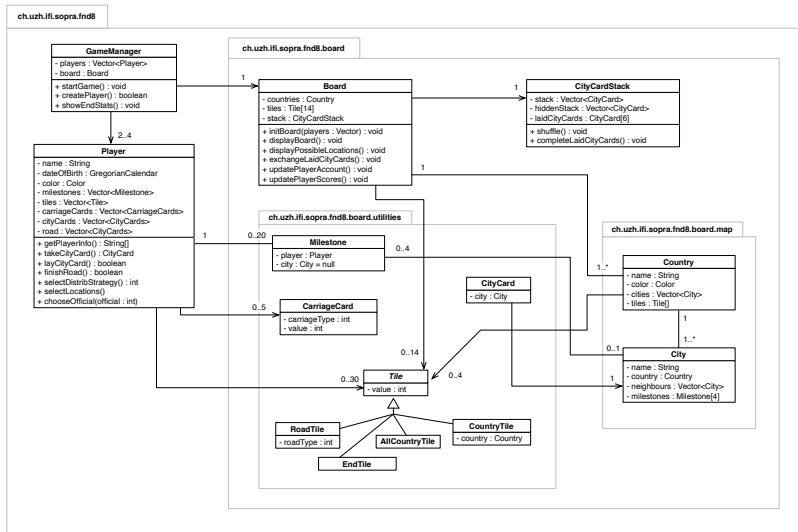 ch.uzh.ifi.sopra.fnd8
GameManager
- players : Vector<Player>
- board : Board
+ startGame() : void
+ createPlayer() : boolean
+ showEndStats() : void
2..4
Player
- name : String
- dateOfBirth : GregorianCalendar
- color : Color
- milestones : Vector<Milestone>
- tiles : Vector<Tile>
- carriageCards : Vector<CarriageCards>
- cityCards : Vector<CityCards>
- road : Vector<CityCards>
+ getPlayerInfo() : String[]
+ takeCityCard() : CityCard
+ layCityCard() : boolean
+ finishRoad() : boolean
+ selectDistribStrategy() : int
+ selectLocations()
+ chooseOfficial (official : int)
ch.uzh.ifi.sopra.fnd8.board
1
Board
- countries : Country
- tiles : Tile[14]
- stack : CityCardStack
+ initBoard(players : Vector) : void
+ displayBoard() : void
+ displayPossibleLocations() : void
+ exchangeLaidCityCards() : void
+ updatePlayerAccount() : void
+ updatePlayerScores() : void
1
CityCardStack
- stack : Vector<CityCard>
- hiddenStack : Vector<CityCard>
- laidCityCards : CityCard[6]
+ shuffle() : void
+ completeLaidCityCards() : void
1
ch.uzh.ifi.sopra.fnd8.board.utilities
1
0..20
Milestone
- player : Player
- city : City = null
0..4
CityCard
- city : City
0..5
CarriageCard
- carriageType : int
- value : int
0..14
0..30
Tile
- value : int
0..4
RoadTile
- roadType : int
AllCountryTile
CountryTile
- country : Country
EndTile
ch.uzh.ifi.sopra.fnd8.board.map
1..*
Country
- name : String
- color : Color
- cities : Vector<City>
- tiles : Tile[]
1
1..*
0..1
City
- name : String
- country : Country
- neighbours : Vector<City>
- milestones : Milestone[4]
1